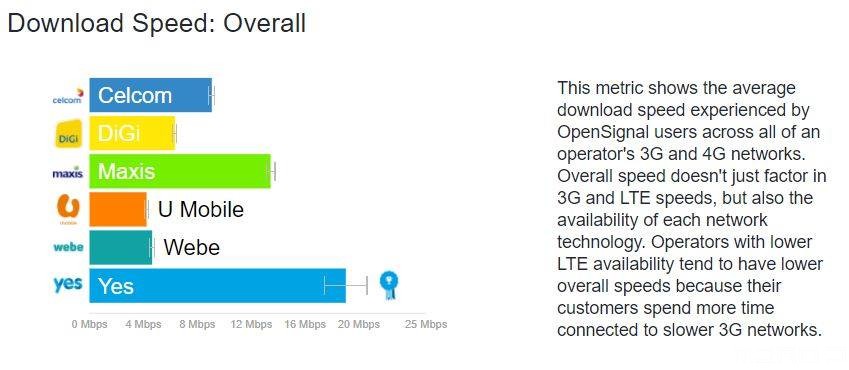 Download Speed: Overall
celcom Celcom
DiGi DiGi
maxis Maxis
U Mobile
webe Webe
yes Yes
0 Mbps 4 Mbps 8 Mbps 12 Mbps 16 Mbps 20 Mbps 25 Mbps
This metric shows the average
download speed experienced by
OpenSignal users across all of an
operator's 3G and 4G networks.
Overall speed doesn't just factor in
3G and LTE speeds, but also the
availability of each network
technology. Operators with lower
LTE availability tend to have lower
overall speeds because their
customers spend more time
connected to slower 3G networks.